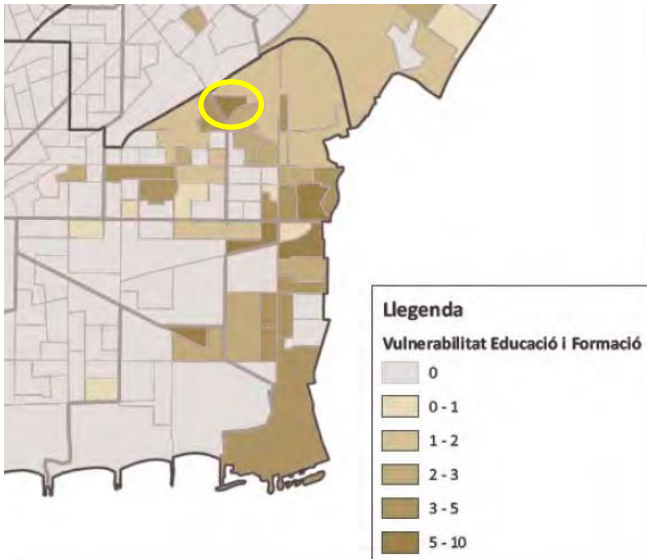 Llegenda
Vulnerabilitat Educació i Formació
0
0 - 1
1 - 2
2 - 3
3 - 5
5 - 10